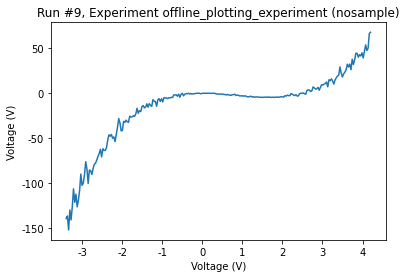 Run #9, Experiment offline_plotting_experiment (nosample)
Voltage (V)
50
0
-50
-100
-150
-3 -2 -1 0 1 2 3 4
Voltage (V)